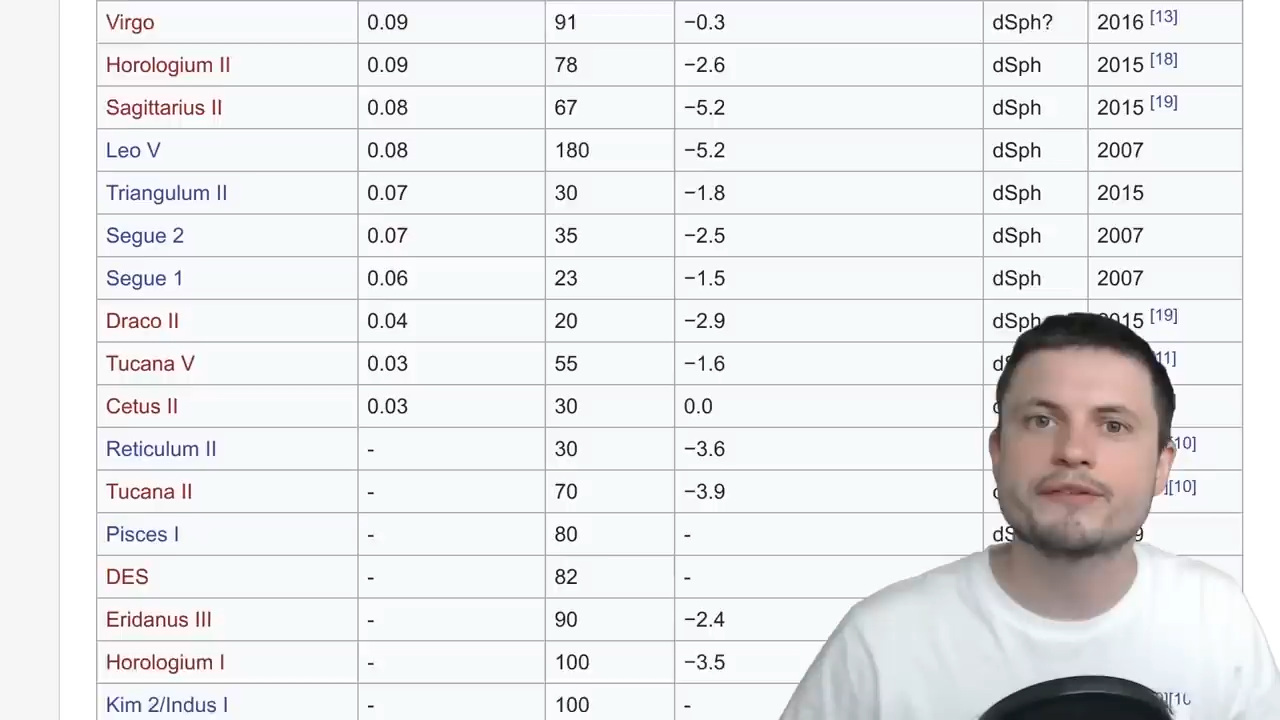 Virgo 0.09 91 −0.3 dSph? 2016 [13]
Horologium II 0.09 78 −2.6 dSph 2015 [18]
Sagittarius II 0.08 67 −5.2 dSph 2015 [19]
Leo V 0.08 180 −5.2 dSph 2007
Triangulum II 0.07 30 −1.8 dSph 2015
Segue 2 0.07 35 −2.5 dSph 2007
Segue 1 0.06 23 −1.5 dSph 2007
Draco II 0.04 20 −2.9 dSph 2015 [19]
Tucana V 0.03 55 −1.6
Cetus II 0.03 30 0.0
Reticulum II - 30 −3.6 10]
Tucana II - 70 −3.9 ][10]
Pisces I - 80 -
DES - 82 -
Eridanus III - 90 −2.4
Horologium I - 100 −3.5
Kim 2/Indus I - 100 -